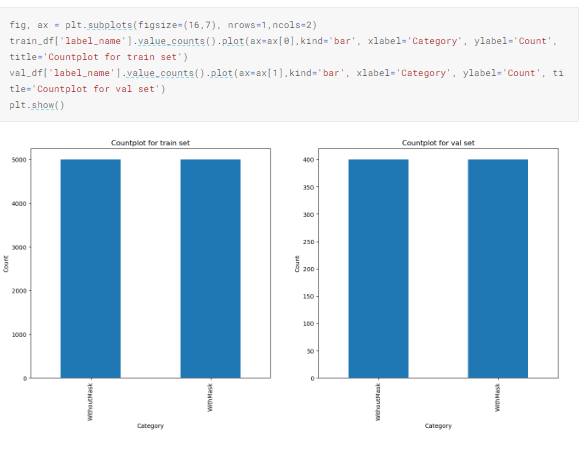 fig, ax = plt.subplots(figsize=(16,7), nrows=1,ncols=2)
train_df['label_name'].value_counts().plot(ax=ax[0],kind='bar', xlabel='Category', ylabel='Count',
title='Countplot for train set')
val_df['label_name'].value_counts().plot(ax=ax[1],kind='bar', xlabel='Category', ylabel='Count', ti
tle='Countplot for val set')
plt.show()
Countplot for train set
5000
4000
3000
2000
1000
0
Count
WithoutMask
WithMask
Category
Countplot for val set
400
350
300
250
200
150
100
50
0
Count
WithoutMask
WithMask
Category